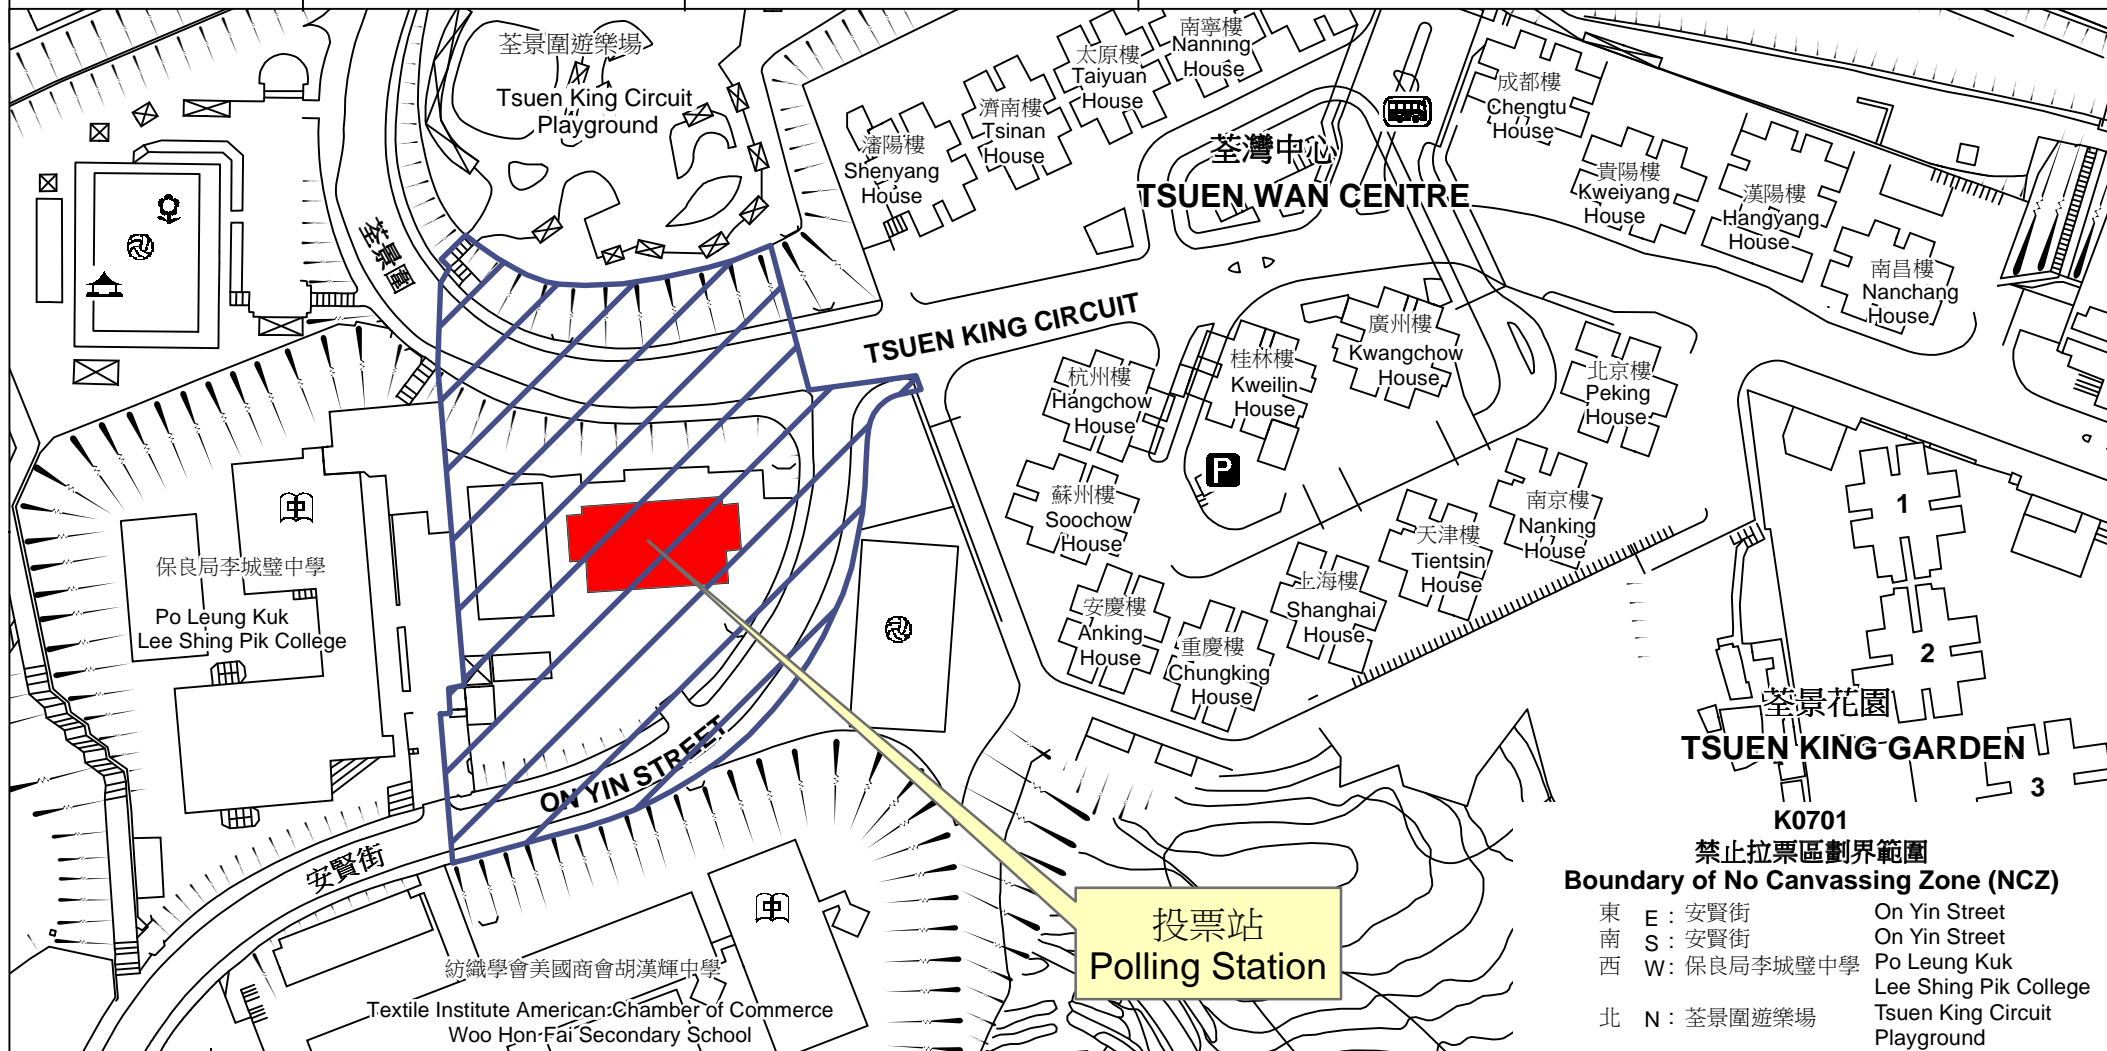 荃景圍遊樂場
Tsuen King Circuit
Playground
南寧樓
Nanning
House
太原樓
Taiyuan
House
濟南樓
Tsinan
House
瀋陽樓
Shenyang
House
成都樓
Chengtu
House
貴陽樓
Kweiyang
House
漢陽樓
Hangyang
House
南昌樓
Nanchang
House
荃灣中心
TSUEN WAN CENTRE
荃景圍
TSUEN KING CIRCUIT
廣州樓
Kwangchow
House
桂林樓
Kweilin
House
杭州樓
Hangchow
House
北京樓
Peking
House
P
蘇州樓
Soochow
House
南京樓
Nanking
House
天津樓
Tientsin
House
上海樓
Shanghai
House
安慶樓
Anking
House
重慶樓
Chungking
House
1
2
3
荃景花園
TSUEN KING GARDEN
中
保良局李城璧中學
Po Leung Kuk
Lee Shing Pik College
ON YIN STREET
安賢街
中
紡織學會美國商會胡漢輝中學
Textile Institute American Chamber of Commerce
Woo Hon Fai Secondary School
投票站
Polling Station
K0701
禁止拉票區劃界範圍
Boundary of No Canvassing Zone (NCZ)
東 E : 安賢街 On Yin Street
南 S : 安賢街 On Yin Street
西 W : 保良局李城璧中學 Po Leung Kuk
Lee Shing Pik College
北 N : 荃景圍遊樂場 Tsuen King Circuit
Playground